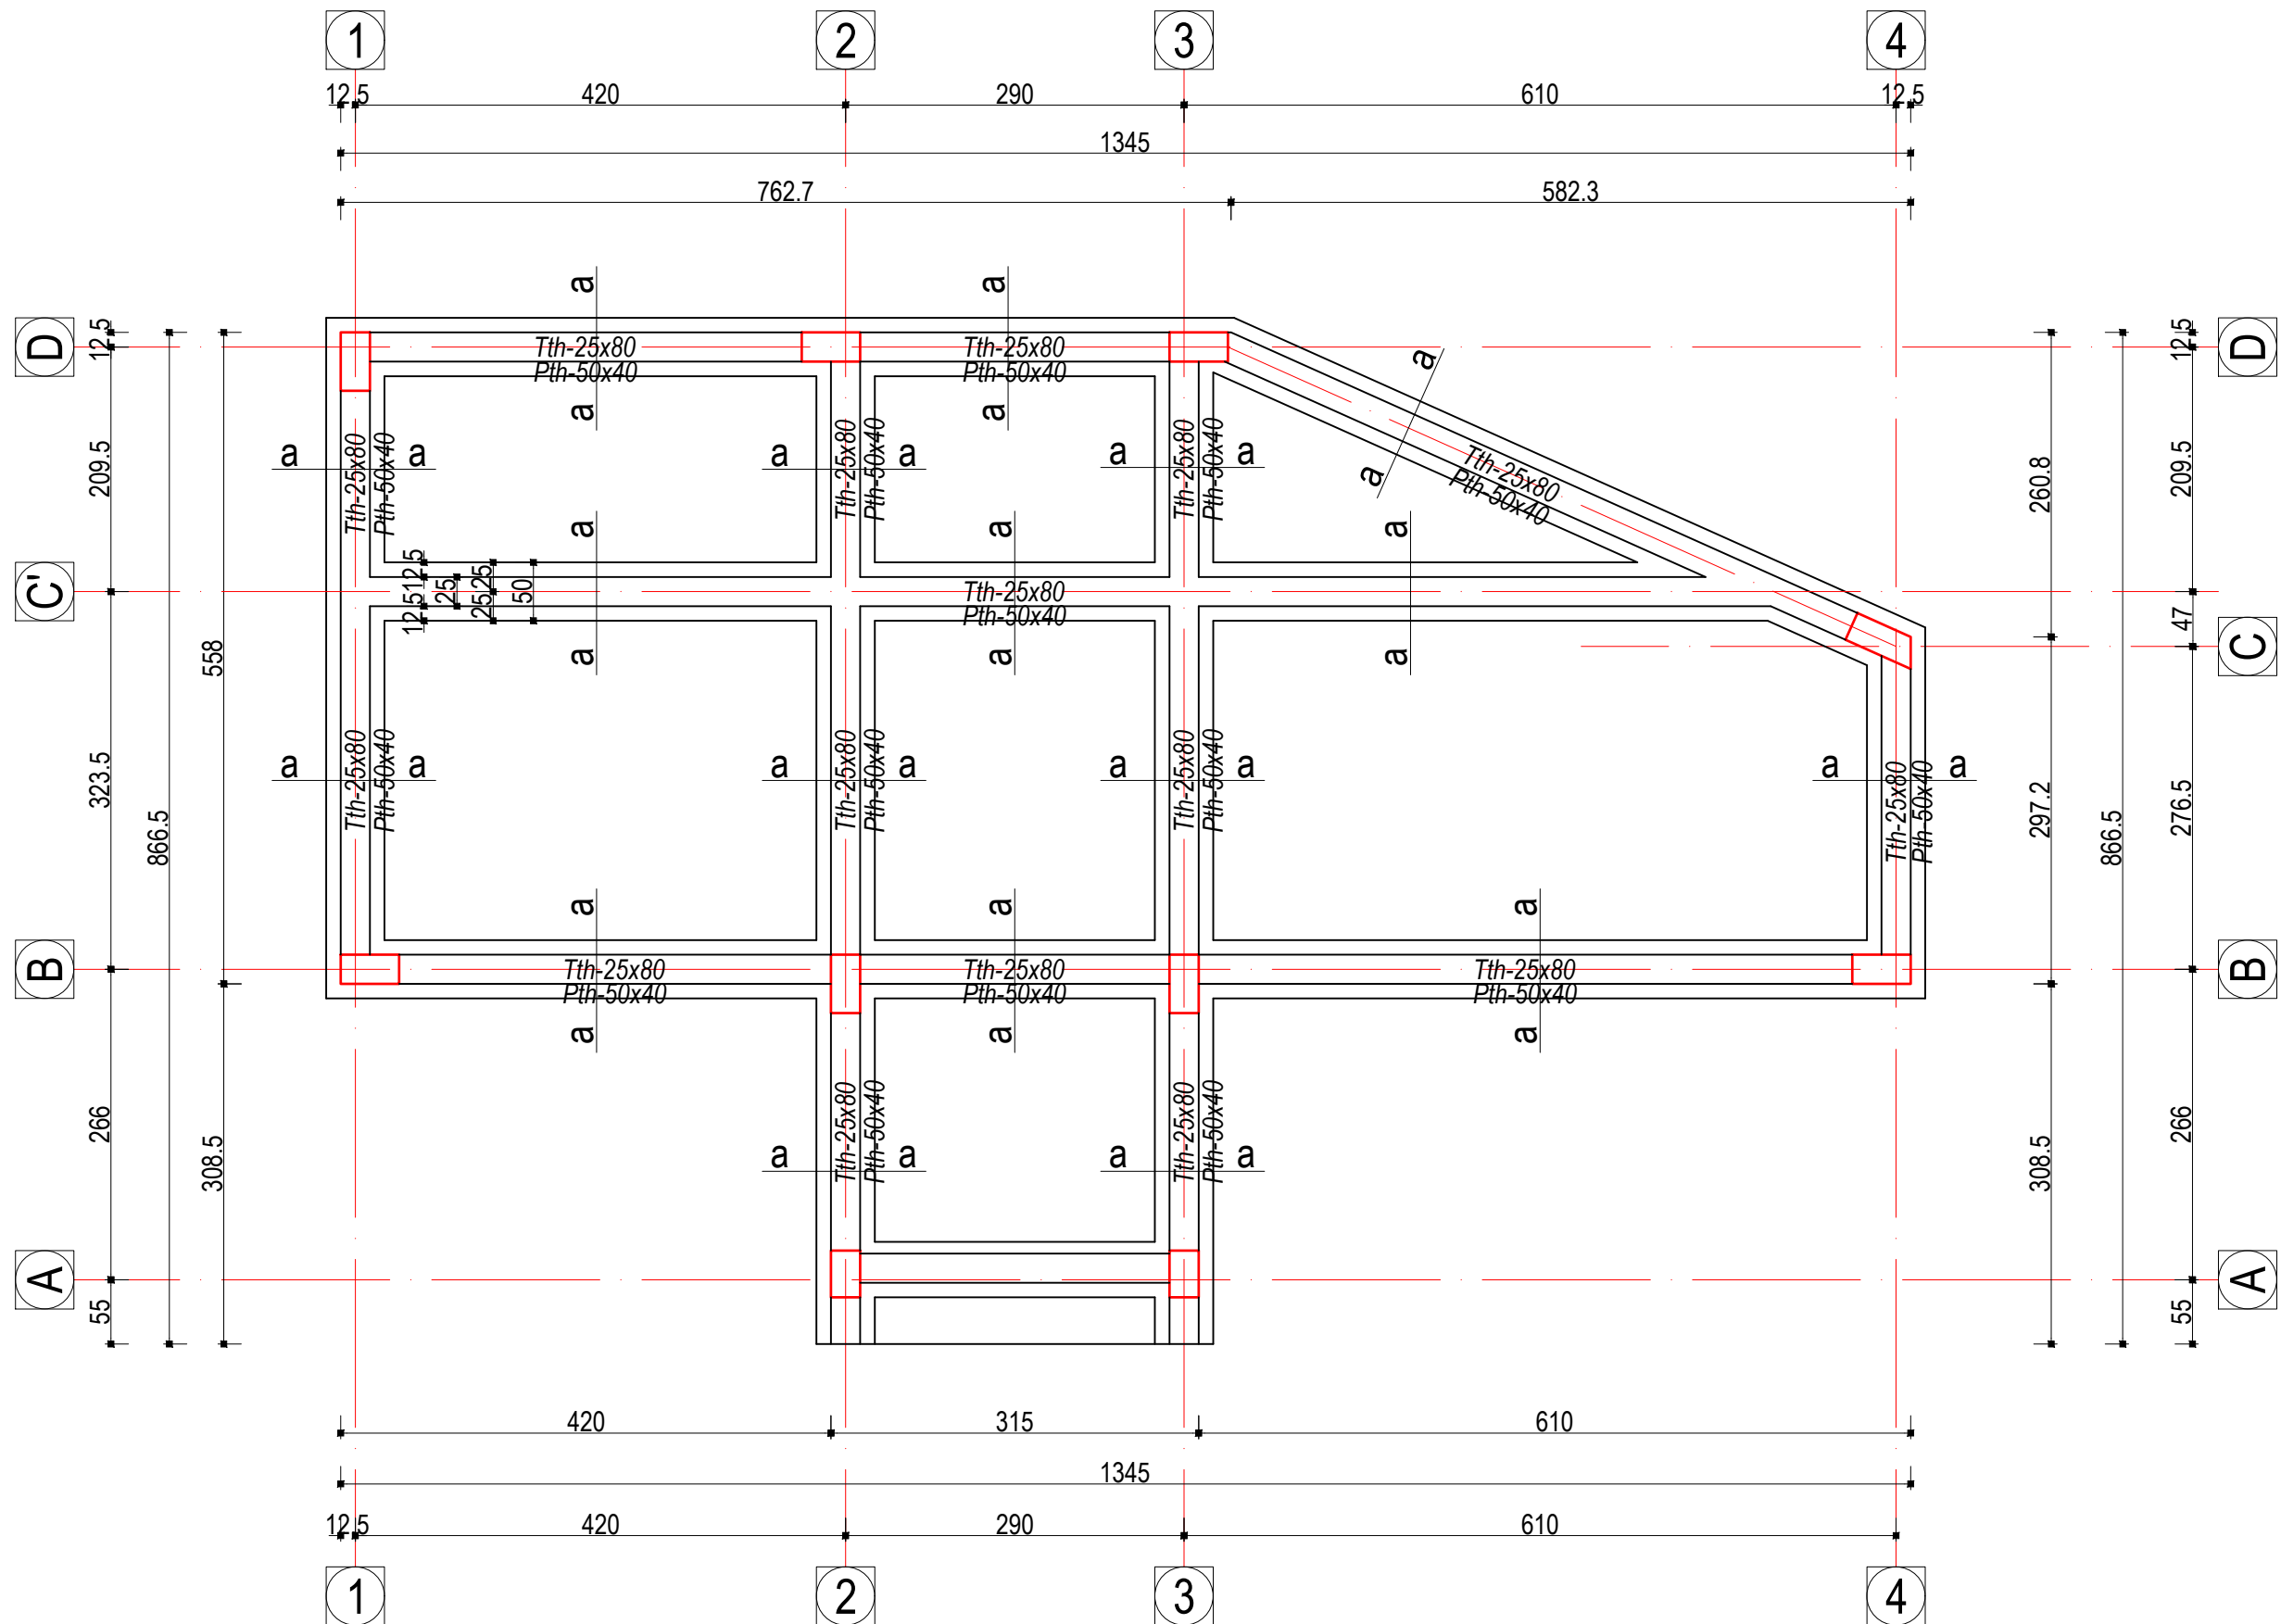 1 2 3 4
12.5 420 290 610 12.5
1345
762.7 582.3
a a
D 12.5 12.5 D
Tth-25x80 Tth-25x80
Pth-50x40 Pth-50x40
a
a a
a
a a a a a a
209.5 Tth-25x80 Pth-50x40 Tth-25x80 Pth-50x40 Tth-25x80 Pth-50x40
Tth-25x80
Pth-50x40
260.8 209.5
a a a
C' 12.5 12.5 25 25 25 50
Tth-25x80
Pth-50x40
47
a a a
C
558
a a a a a a a a
323.5 Tth-25x80 Pth-50x40 Tth-25x80 Pth-50x40 Tth-25x80 Pth-50x40 Tth-25x80 Pth-50x40 297.2 276.5
866.5 866.5
a a a
B B
Tth-25x80 Tth-25x80 Tth-25x80
Pth-50x40 Pth-50x40 Pth-50x40
a a a
266 308.5 Tth-25x80 Pth-50x40 Tth-25x80 Pth-50x40 308.5 266
a a a a
A A
55 55
420 315 610
1345
12.5 420 290 610
1 2 3 4